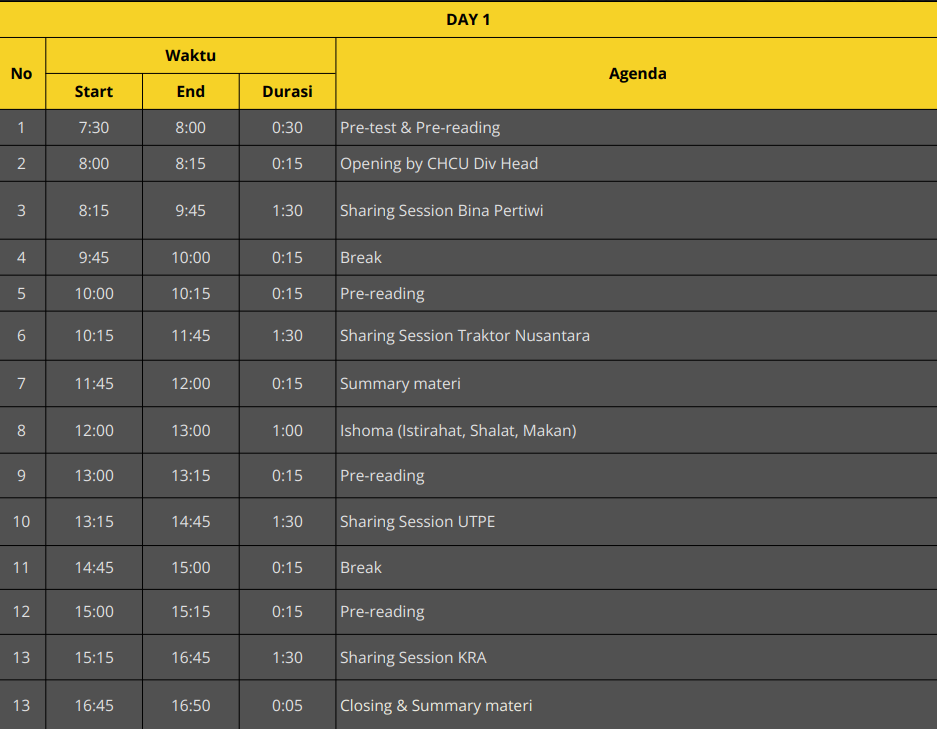 DAY 1
No Waktu Agenda
Start End Durasi
1 7:30 8:00 0:30 Pre-test & Pre-reading
2 8:00 8:15 0:15 Opening by CHCU Div Head
3 8:15 9:45 1:30 Sharing Session Bina Pertiwi
4 9:45 10:00 0:15 Break
5 10:00 10:15 0:15 Pre-reading
6 10:15 11:45 1:30 Sharing Session Traktor Nusantara
7 11:45 12:00 0:15 Summary materi
8 12:00 13:00 1:00 Ishoma (Istirahat, Shalat, Makan)
9 13:00 13:15 0:15 Pre-reading
10 13:15 14:45 1:30 Sharing Session UTPE
11 14:45 15:00 0:15 Break
12 15:00 15:15 0:15 Pre-reading
13 15:15 16:45 1:30 Sharing Session KRA
13 16:45 16:50 0:05 Closing & Summary materi